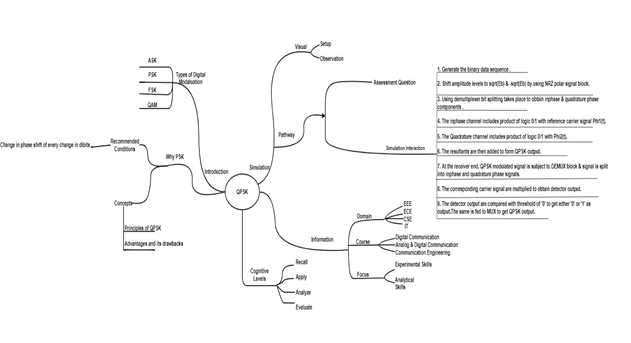 ASK
PSK
FSK
QAM
Types of Digital
Modaluation
Change in phase shift of every change in dibits
Recommended
Conditions
Why PSK
Concepts
Principles of QPSK
Advantages and its drawbacks
Introduction
QPSK
Simulation
Visual
Setup
Observation
Pathway
Assessment Question
Simulation Interaction
1. Generate the binary data sequence .
2. Shift amplitude levels to sqrt(Eb) & -sqrt(Eb) by using NRZ polar signal block.
3. Using demultiplexer bit splitting takes place to obtain inphase & quadrature phase
components .
4. The inphase channel includes product of logic 0/1 with reference carrier signal Phi1(t).
5. The Quadrature channel includes product of logic 0/1 with Phi2(t).
6. The resultants are then added to form QPSK output.
7. At the receiver end, QPSK modulated signal is subject to DEMUX block & signal is split
into inphase and quadrature phase signals.
8. The corresponding carrier signal are multiplied to obtain detector output.
9. The detector output are compared with threshold of '0' to get either '0' or '1' as
output.The same is fed to MUX to get QPSK output.
Information
Domain
EEE
ECE
CSE
IT
Course
Digital Communication
Analog & Digital Communication
Communication Engineering
Focus
Experimental Skills
Analytical
Skills
Cognitive
Levels
Recall
Apply
Analyze
Evaluate